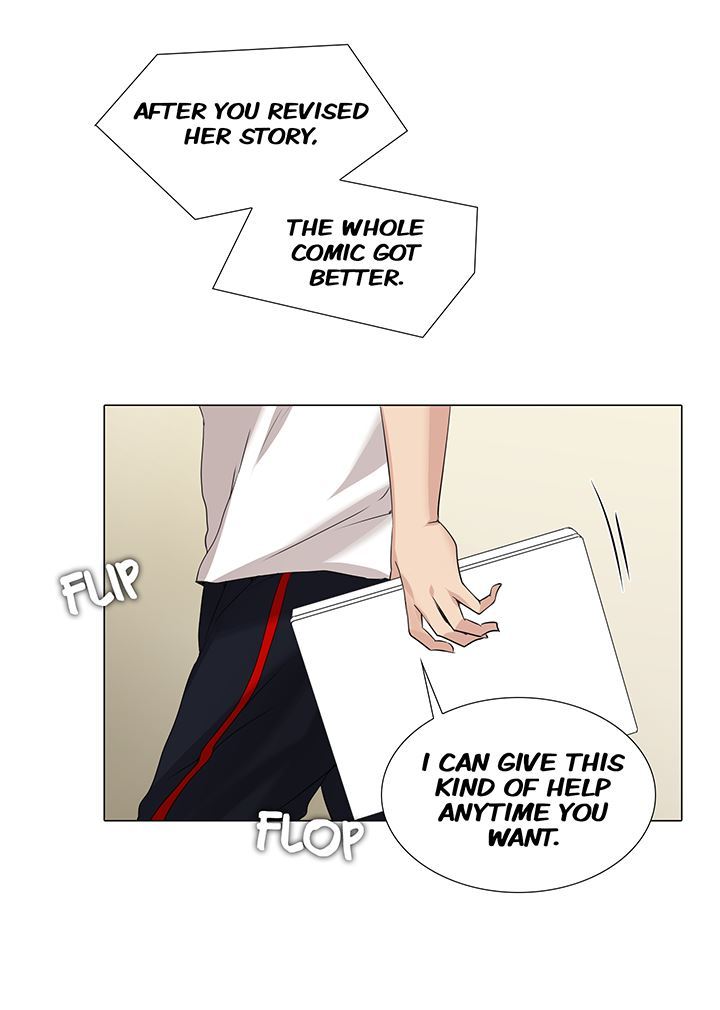 AFTER YOU REVISED
HER STORY,
THE WHOLE
COMIC GOT
BETTER.
FLIP
I CAN GIVE THIS
KIND OF HELP
ANYTIME YOU
WANT.
FLOP